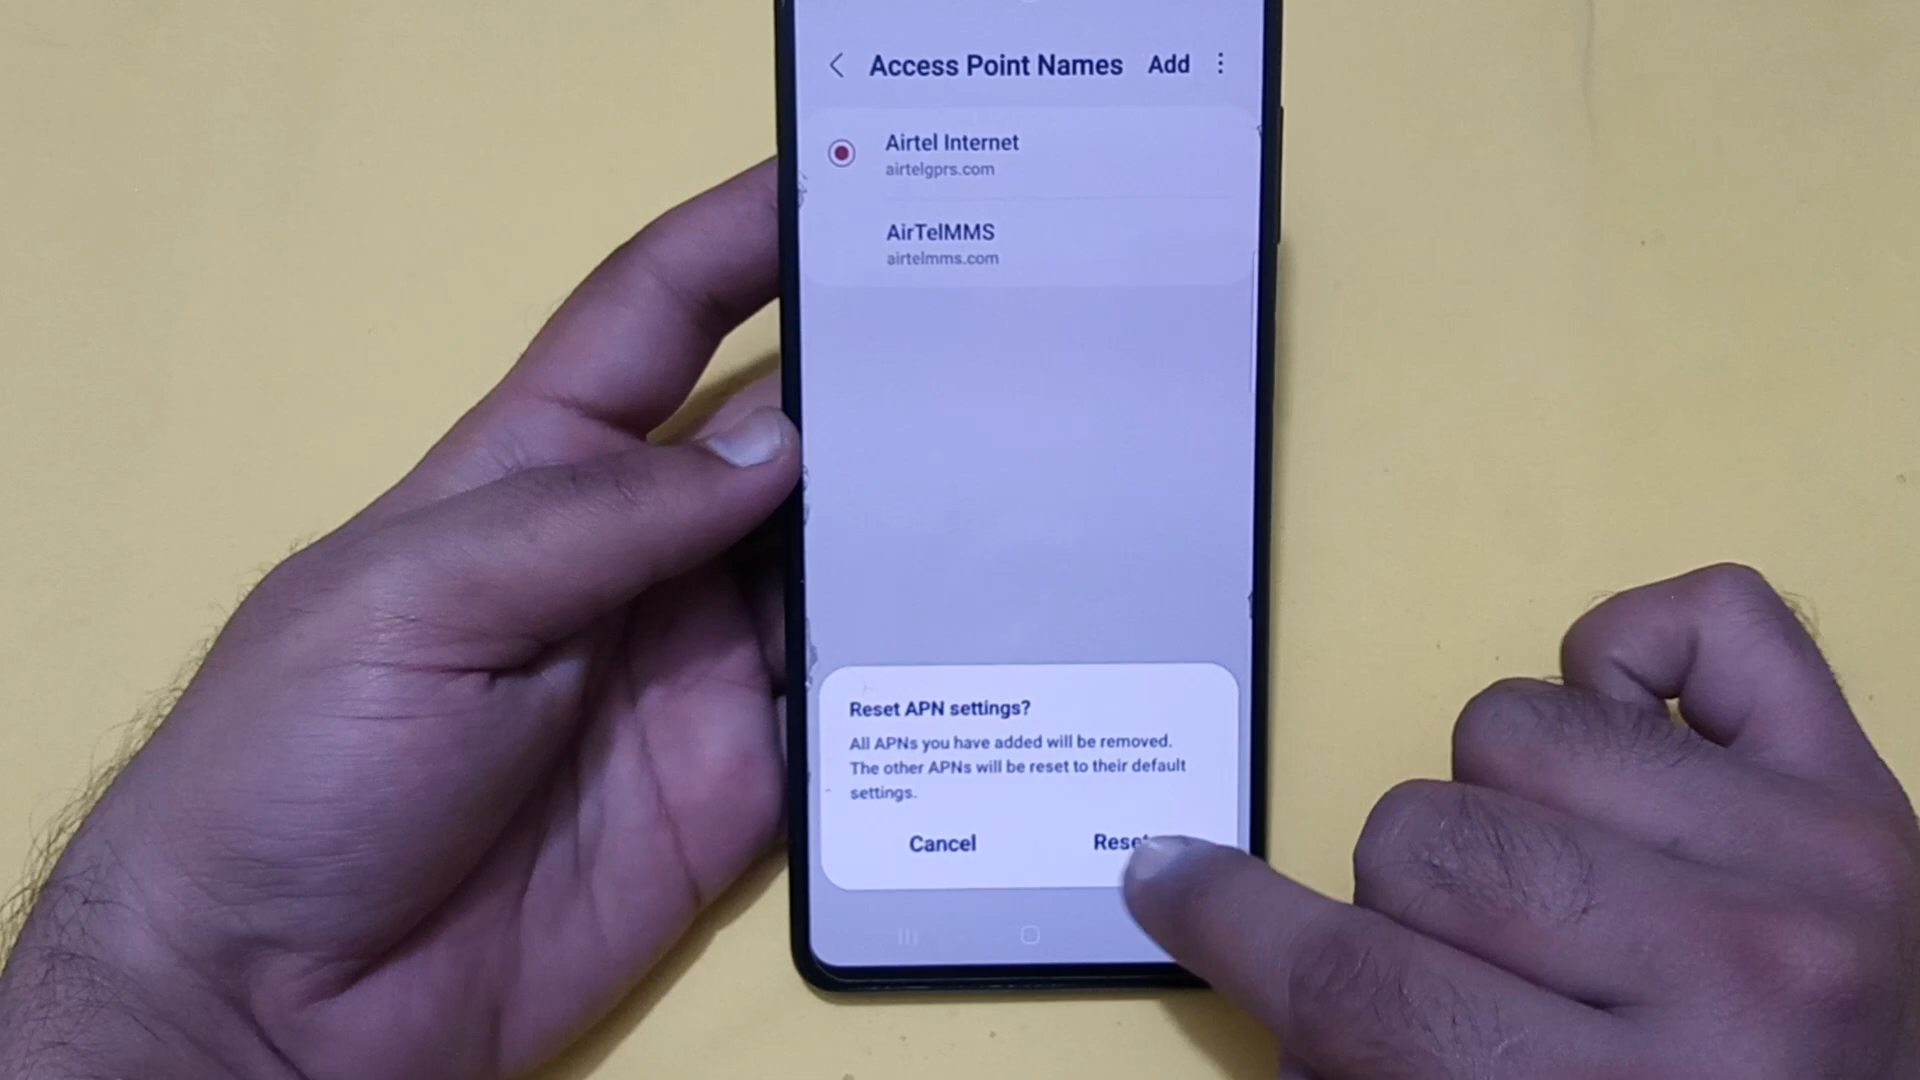 Access Point Names Add
Airtel Internet
airtelgprs.com
AirTelMMS
airtelmms.com
Reset APN settings?
All APNs you have added will be removed.
The other APNs will be reset to their default
settings.
Cancel Reset